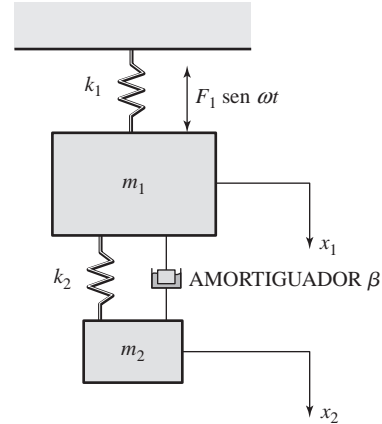 k₁
F₁ sen ωt
m₁
x₁
k₂
AMORTIGUADOR β
m₂
x₂